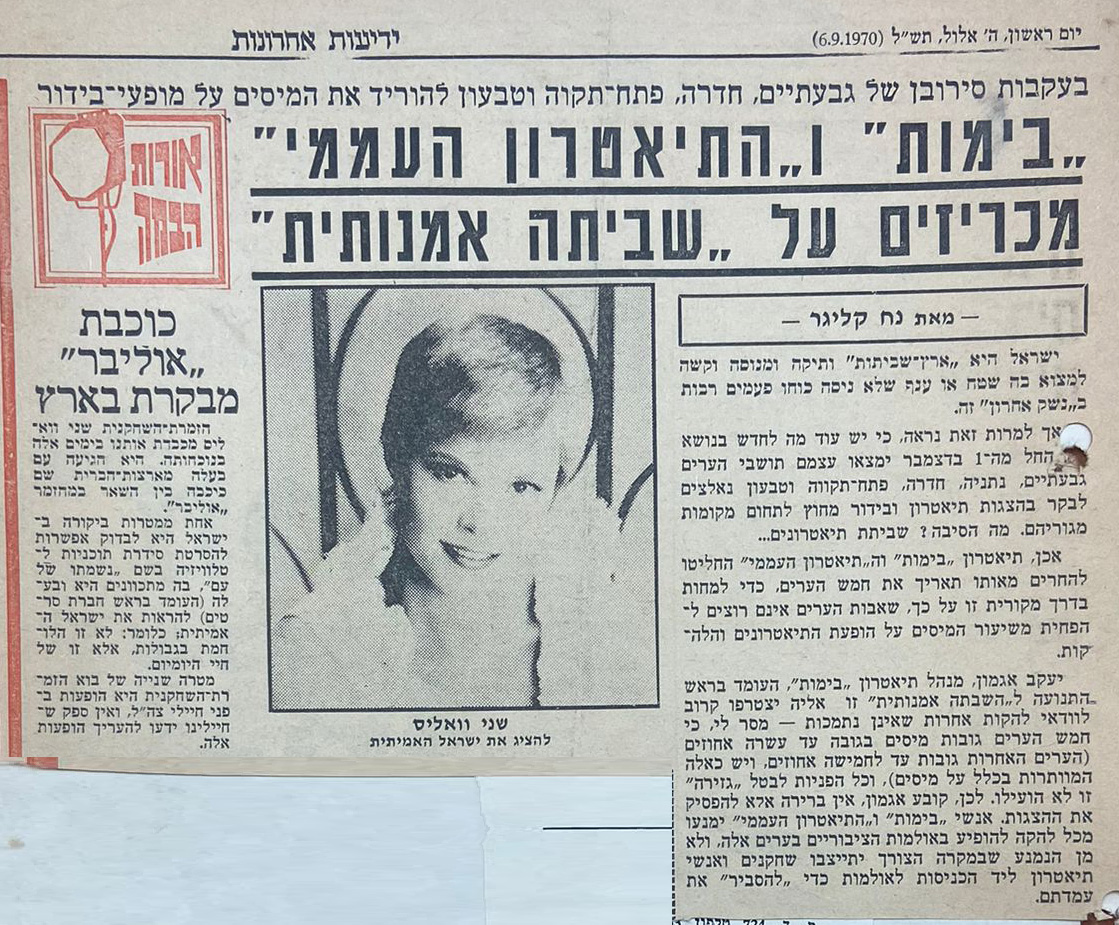 יום ראשון, ה׳ אלול, תש״ל (6.9.1970)
ידיעות אחרונות
בעקבות סירובן של גבעתיים, חדרה, פתח־תקוה וטבעון להוריד את המיסים על מופעי־בידור
„בימות״ ו„התיאטרון העממי״
מכריזים על „שביתה אמנותית״
אורות
הבמה
— מאת נח קליגר —
ישראל היא „ארץ־שביתות״ ותיקה ומנוסה וקשה
למצוא בה שטח או ענף שלא ניסה כוחו פעמים רבות
ב„נשק אחרון״ זה.
אך למרות זאת נראה, כי יש עוד מה לחדש בנושא
החל מה־1 בדצמבר ימצאו עצמם תושבי הערים
גבעתיים, נתניה, חדרה, פתח־תקווה וטבעון נאלצים
לבקר בהצגות תיאטרון ובידור מחוץ לתחום מקומות
מגוריהם. מה הסיבה? שביתת תיאטרונים...
אכן, תיאטרון „בימות״ וה„תיאטרון העממי״ החליטו
להחרים מאותו תאריך את חמש הערים, כדי למחות
בדרך מקורית זו על כך, שאבות הערים אינם רוצים ל־
הפחית משיעור המיסים על הופעת התיאטרונים והלה־
קות.
יעקב אגמון, מנהל תיאטרון „בימות״, העומד בראש
התנועה ל„השבתה אמנותית״ זו אליה יצטרפו קרוב
לוודאי להקות אחרות שאינן נתמכות — מסר לי, כי
חמש הערים גובות מיסים בגובה עד עשרה אחוזים
(הערים האחרות גובות עד לחמישה אחוזים, ויש כאלה
המוותרות בכלל על מיסים), וכל הפניות לבטל „גזירה״
זו לא הועילו. לכן, קובע אגמון, אין ברירה אלא להפסיק
את ההצגות. אנשי „בימות״ ו„התיאטרון העממי״ ימנעו
מכל להקה להופיע באולמות הציבוריים בערים אלה, ולא
מן הנמנע שבמקרה הצורך יתייצבו שחקנים ואנשי
תיאטרון ליד הכניסות לאולמות כדי „להסביר״ את
עמדתם.
שני וואליס
להציג את ישראל האמיתית
כוכבת
„אוליבר״
מבקרת בארץ
הזמרת־השחקנית שני ווא־
ליס מכבדת אותנו בימים אלה
בנוכחותה. היא הגיעה עם
בעלה מארצות־הברית שם
כיכבה בין השאר במחזמר
„אוליבר״.
אחת ממטרות ביקורה ב־
ישראל היא לבדוק אפשרות
להסרטת סידרת תוכניות ל־
טלוויזיה בשם „נשמתו של
עם״, בה מתכוונים היא ובע־
לה (העומד בראש חברת סר־
טים) להראות את ישראל ה־
אמיתית; כלומר: לא זו הלו־
חמת בגבולות, אלא זו של
חיי היומיום.
מטרה שנייה של בוא הזמ־
רת־השחקנית היא הופעות ב־
פני חיילי צה״ל, ואין ספק ש־
חיילינו ידעו להעריך הופעות
אלה.